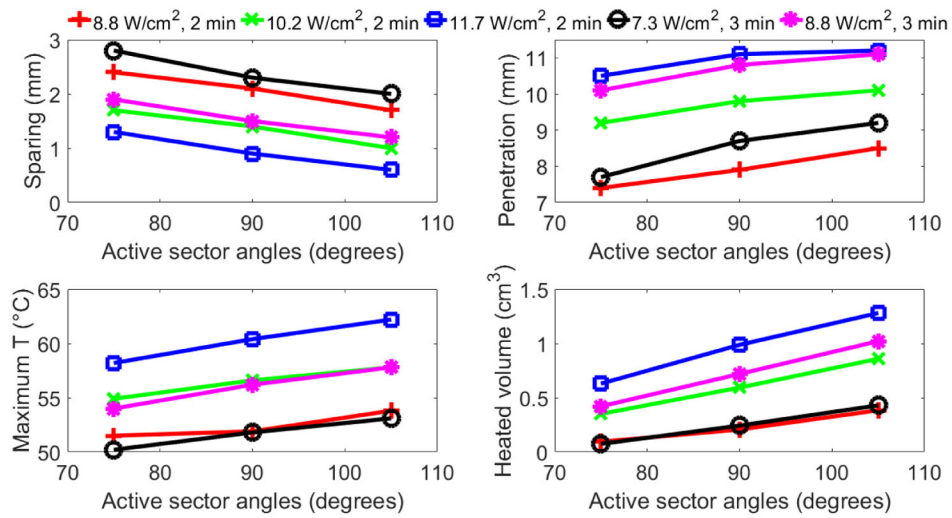 8.8 W/cm², 2 min 10.2 W/cm², 2 min 11.7 W/cm², 2 min 7.3 W/cm², 3 min 8.8 W/cm², 3 min
Sparing (mm)
4
3
2
1
0
70 80 90 100 110
Active sector angles (degrees)
Penetration (mm)
11
10
9
8
7
70 80 90 100 110
Active sector angles (degrees)
Maximum T (°C)
65
60
55
50
70 80 90 100 110
Active sector angles (degrees)
Heated volume (cm³)
1.5
1
0.5
0
70 80 90 100 110
Active sector angles (degrees)